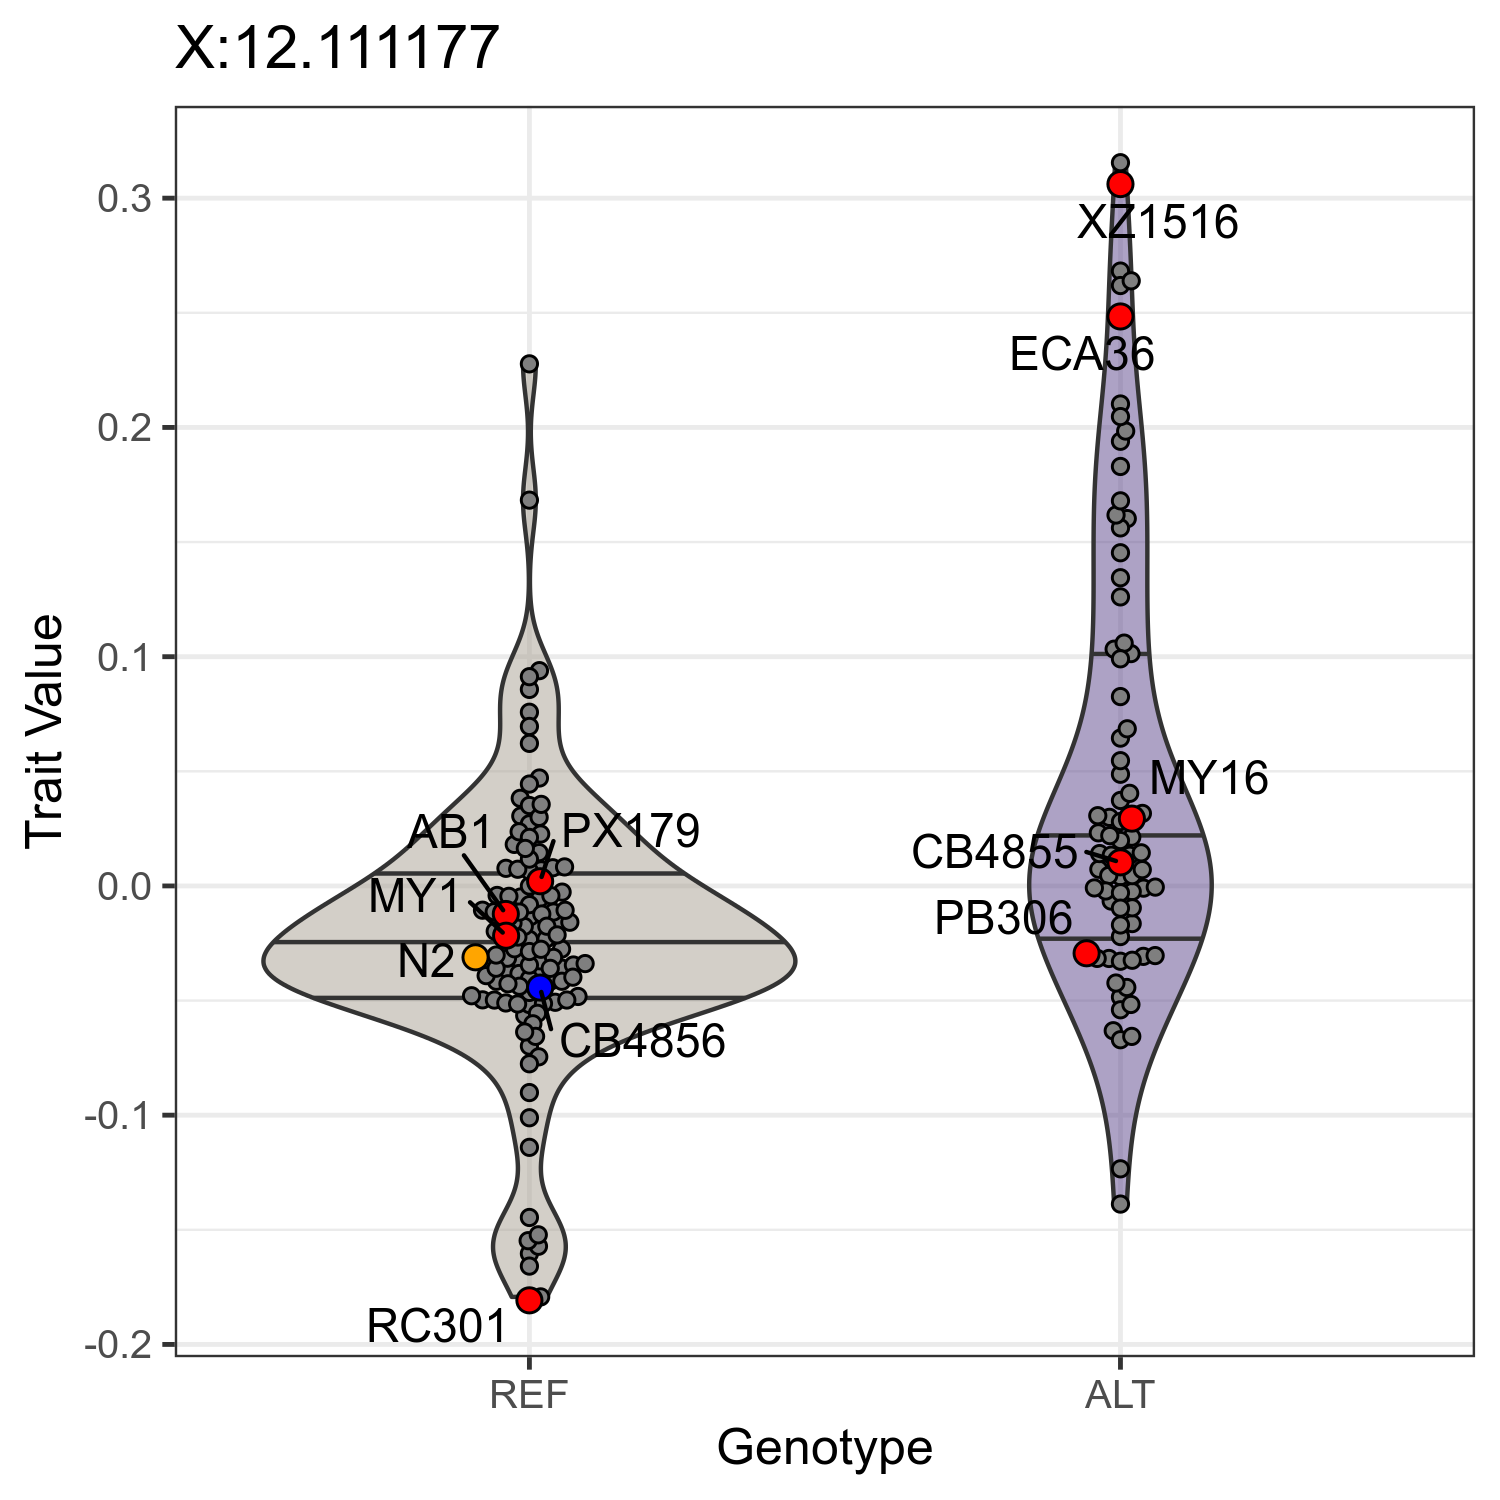 X:12.111177
0.3
XZ1516
ECA36
0.2
0.1
MY16
AB1
PX179
CB4855
0.0
MY1
PB306
N2
CB4856
-0.1
RC301
-0.2
REF
ALT
Genotype
Trait Value